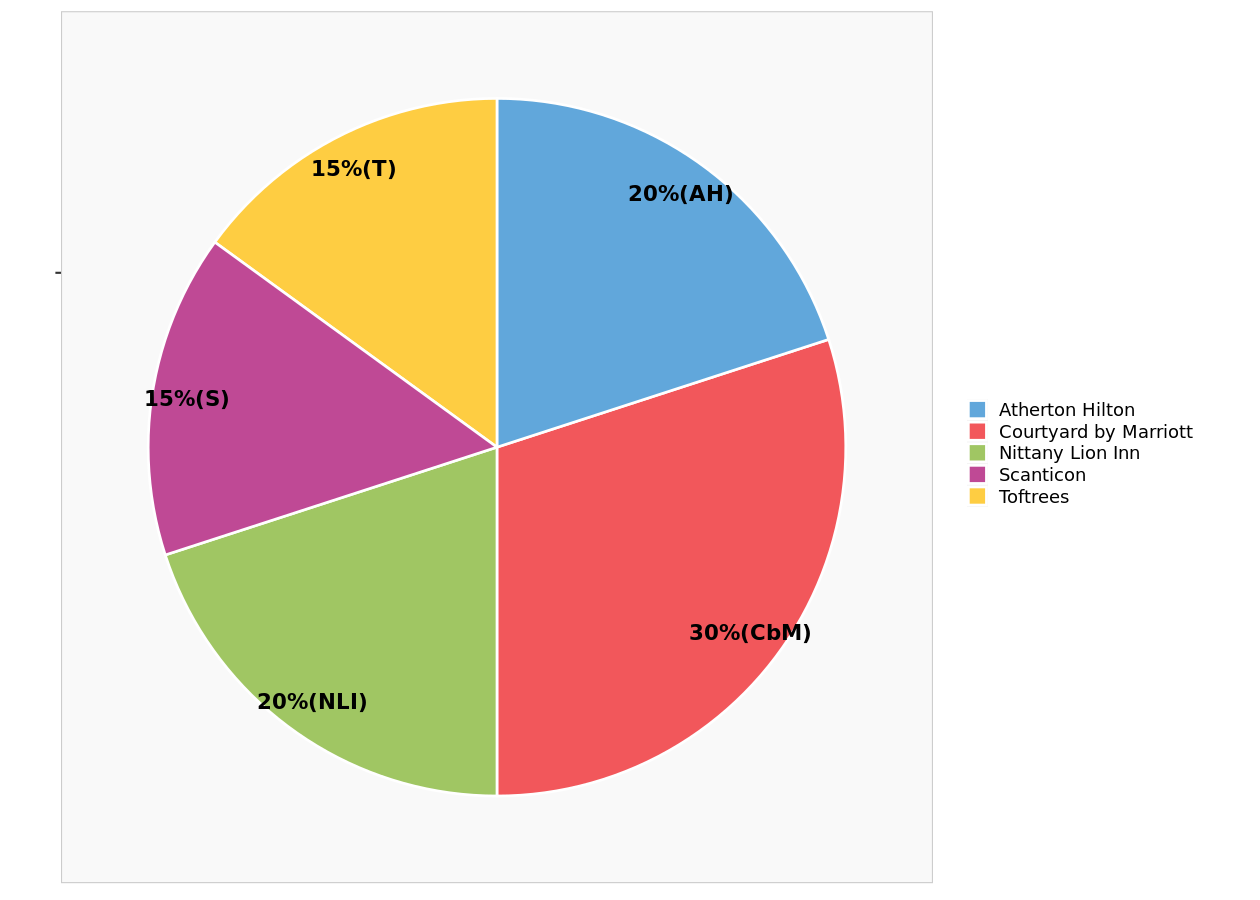 15%(T)
20%(AH)
15%(S)
30%(CbM)
20%(NLI)
Atherton Hilton
Courtyard by Marriott
Nittany Lion Inn
Scanticon
Toftrees